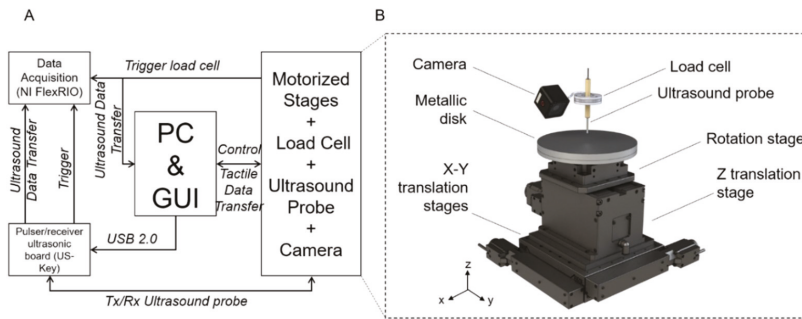 A
B
Data
Acquisition
(NI FlexRIO)
Trigger load cell
Ultrasound Data
Transfer
Ultrasound
Data Transfer
Trigger
PC
&
GUI
Control
Tactile
Data
Transfer
Motorized
Stages
+
Load Cell
+
Ultrasound
Probe
+
Camera
Pulser/receiver
ultrasonic
board (US-
Key)
USB 2.0
Tx/Rx Ultrasound probe
Camera
Load cell
Ultrasound probe
Metallic
disk
Rotation stage
X-Y
translation
stages
Z translation
stage
z
x
y